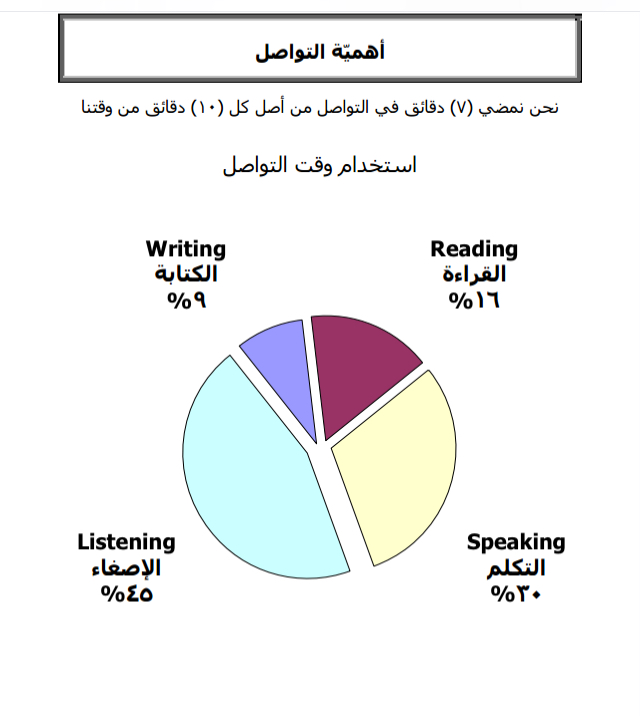 أهميّة التواصل
نحن نمضي (٧) دقائق في التواصل من أصل كل (١٠) دقائق من وقتنا
استخدام وقت التواصل
Writing
الكتابة
%٩
Reading
القراءة
%١٦
Listening
الإصغاء
%٤٥
Speaking
التكلم
%٣٠